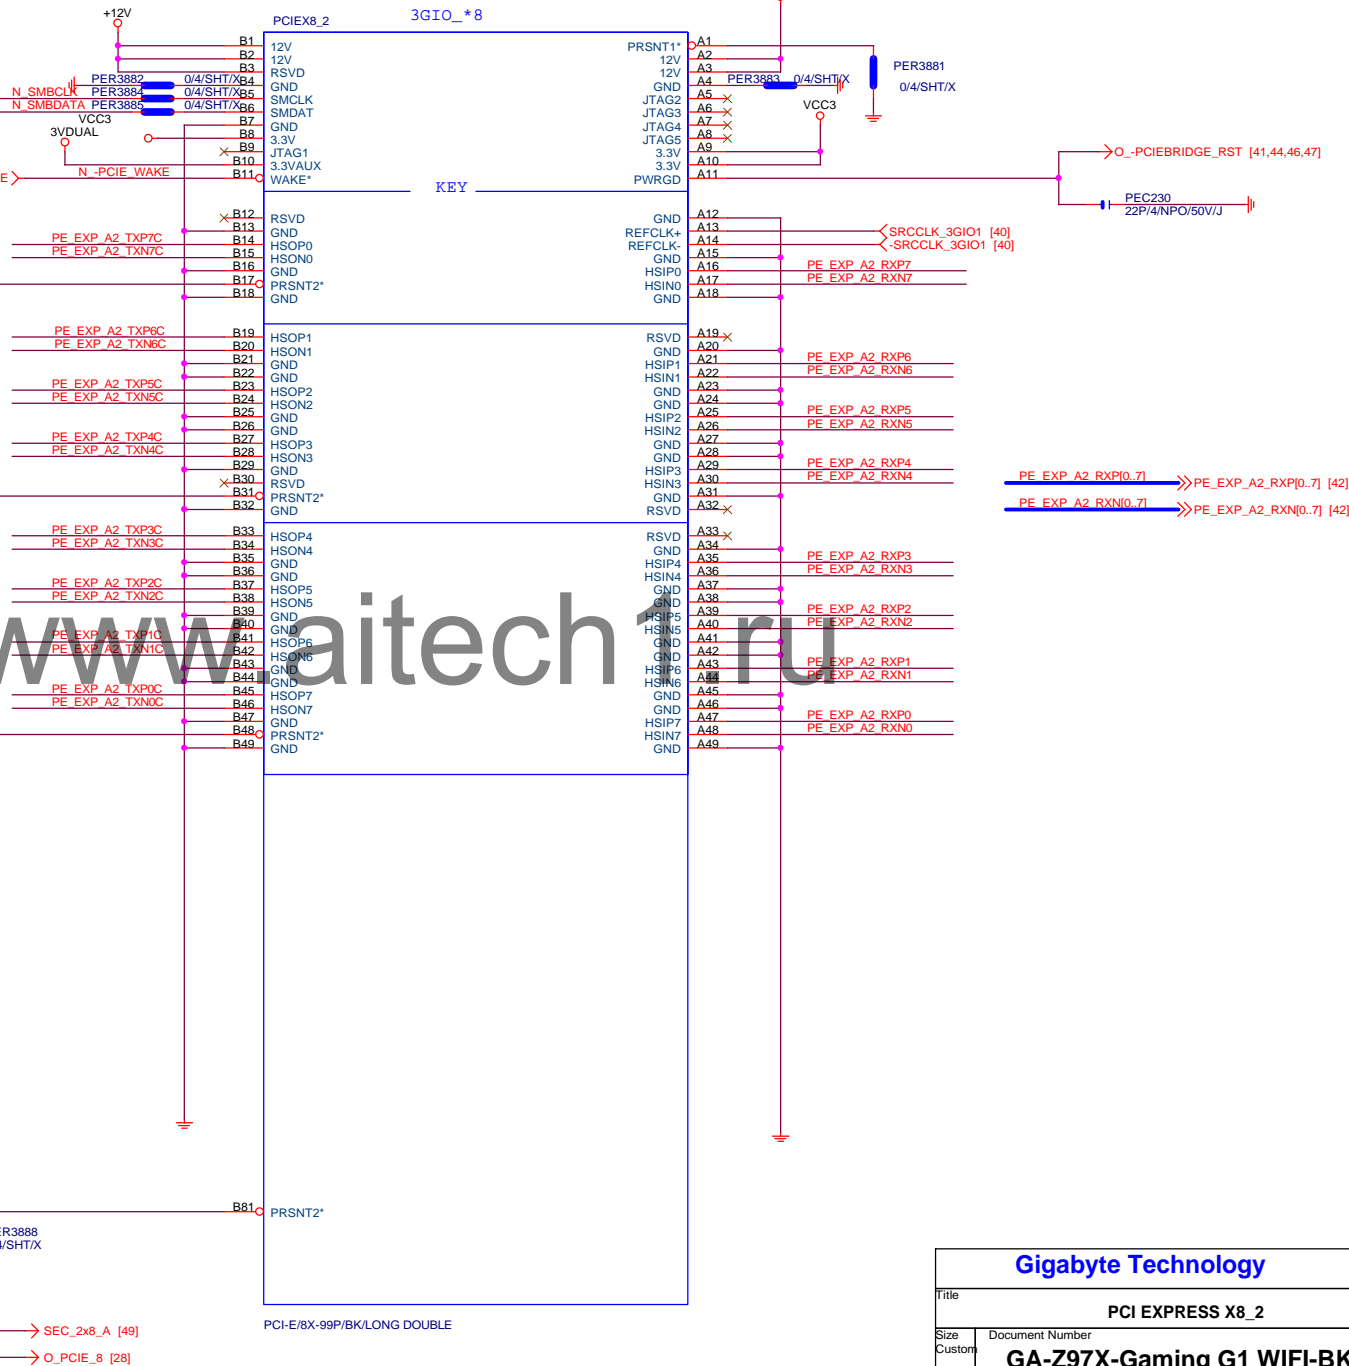 +12V
PCIEX8_2
3GIO_*8
B1 12V
B2 12V
B3 RSVD
B4 GND
B5 SMCLK
B6 SMDAT
B7 GND
B8 3.3V
B9 JTAG1
B10 3.3VAUX
B11 WAKE*
PER3882 0/4/SHT/X
N_SMBCLK PER3884 0/4/SHT/X
N_SMBDATA PER3885 0/4/SHT/X
VCC3
3VDUAL
E
N_-PCIE_WAKE
KEY
PRSNT1* A1
12V A2
12V A3
GND A4
JTAG2 A5
JTAG3 A6
JTAG4 A7
JTAG5 A8
3.3V A9
3.3V A10
PWRGD A11
PER3883 0/4/SHT/X
PER3881
0/4/SHT/X
VCC3
O_-PCIEBRIDGE_RST [41,44,46,47]
PEC230
22P/4/NPO/50V/J
B12 RSVD
B13 GND
PE_EXP_A2_TXP7C B14 HSOP0
PE_EXP_A2_TXN7C B15 HSON0
B16 GND
B17 PRSNT2*
B18 GND
GND A12
REFCLK+ A13 SRCCLK_3GIO1 [40]
REFCLK- A14 -SRCCLK_3GIO1 [40]
GND A15
HSIP0 A16 PE_EXP_A2_RXP7
HSIN0 A17 PE_EXP_A2_RXN7
GND A18
PE_EXP_A2_TXP6C B19 HSOP1
PE_EXP_A2_TXN6C B20 HSON1
B21 GND
B22 GND
PE_EXP_A2_TXP5C B23 HSOP2
PE_EXP_A2_TXN5C B24 HSON2
B25 GND
B26 GND
PE_EXP_A2_TXP4C B27 HSOP3
PE_EXP_A2_TXN4C B28 HSON3
B29 GND
B30 RSVD
B31 PRSNT2*
B32 GND
RSVD A19
GND A20
HSIP1 A21 PE_EXP_A2_RXP6
HSIN1 A22 PE_EXP_A2_RXN6
GND A23
GND A24
HSIP2 A25 PE_EXP_A2_RXP5
HSIN2 A26 PE_EXP_A2_RXN5
GND A27
GND A28
HSIP3 A29 PE_EXP_A2_RXP4
HSIN3 A30 PE_EXP_A2_RXN4
GND A31
RSVD A32
PE_EXP_A2_RXP[0..7] PE_EXP_A2_RXP[0..7] [42]
PE_EXP_A2_RXN[0..7] PE_EXP_A2_RXN[0..7] [42]
PE_EXP_A2_TXP3C B33 HSOP4
PE_EXP_A2_TXN3C B34 HSON4
B35 GND
B36 GND
PE_EXP_A2_TXP2C B37 HSOP5
PE_EXP_A2_TXN2C B38 HSON5
B39 GND
B40 GND
PE_EXP_A2_TXP1C B41 HSOP6
PE_EXP_A2_TXN1C B42 HSON6
B43 GND
B44 GND
PE_EXP_A2_TXP0C B45 HSOP7
PE_EXP_A2_TXN0C B46 HSON7
B47 GND
B48 PRSNT2*
B49 GND
RSVD A33
GND A34
HSIP4 A35 PE_EXP_A2_RXP3
HSIN4 A36 PE_EXP_A2_RXN3
GND A37
GND A38
HSIP5 A39 PE_EXP_A2_RXP2
HSIN5 A40 PE_EXP_A2_RXN2
GND A41
GND A42
HSIP6 A43 PE_EXP_A2_RXP1
HSIN6 A44 PE_EXP_A2_RXN1
GND A45
GND A46
HSIP7 A47 PE_EXP_A2_RXP0
HSIN7 A48 PE_EXP_A2_RXN0
GND A49
www.aitech1.ru
B81 PRSNT2*
ER3888
4/SHT/X
PCI-E/8X-99P/BK/LONG DOUBLE
SEC_2x8_A [49]
O_PCIE_8 [28]
Gigabyte Technology
Title
PCI EXPRESS X8_2
Size Document Number
Custom
GA-Z97X-Gaming G1 WIFI-BK